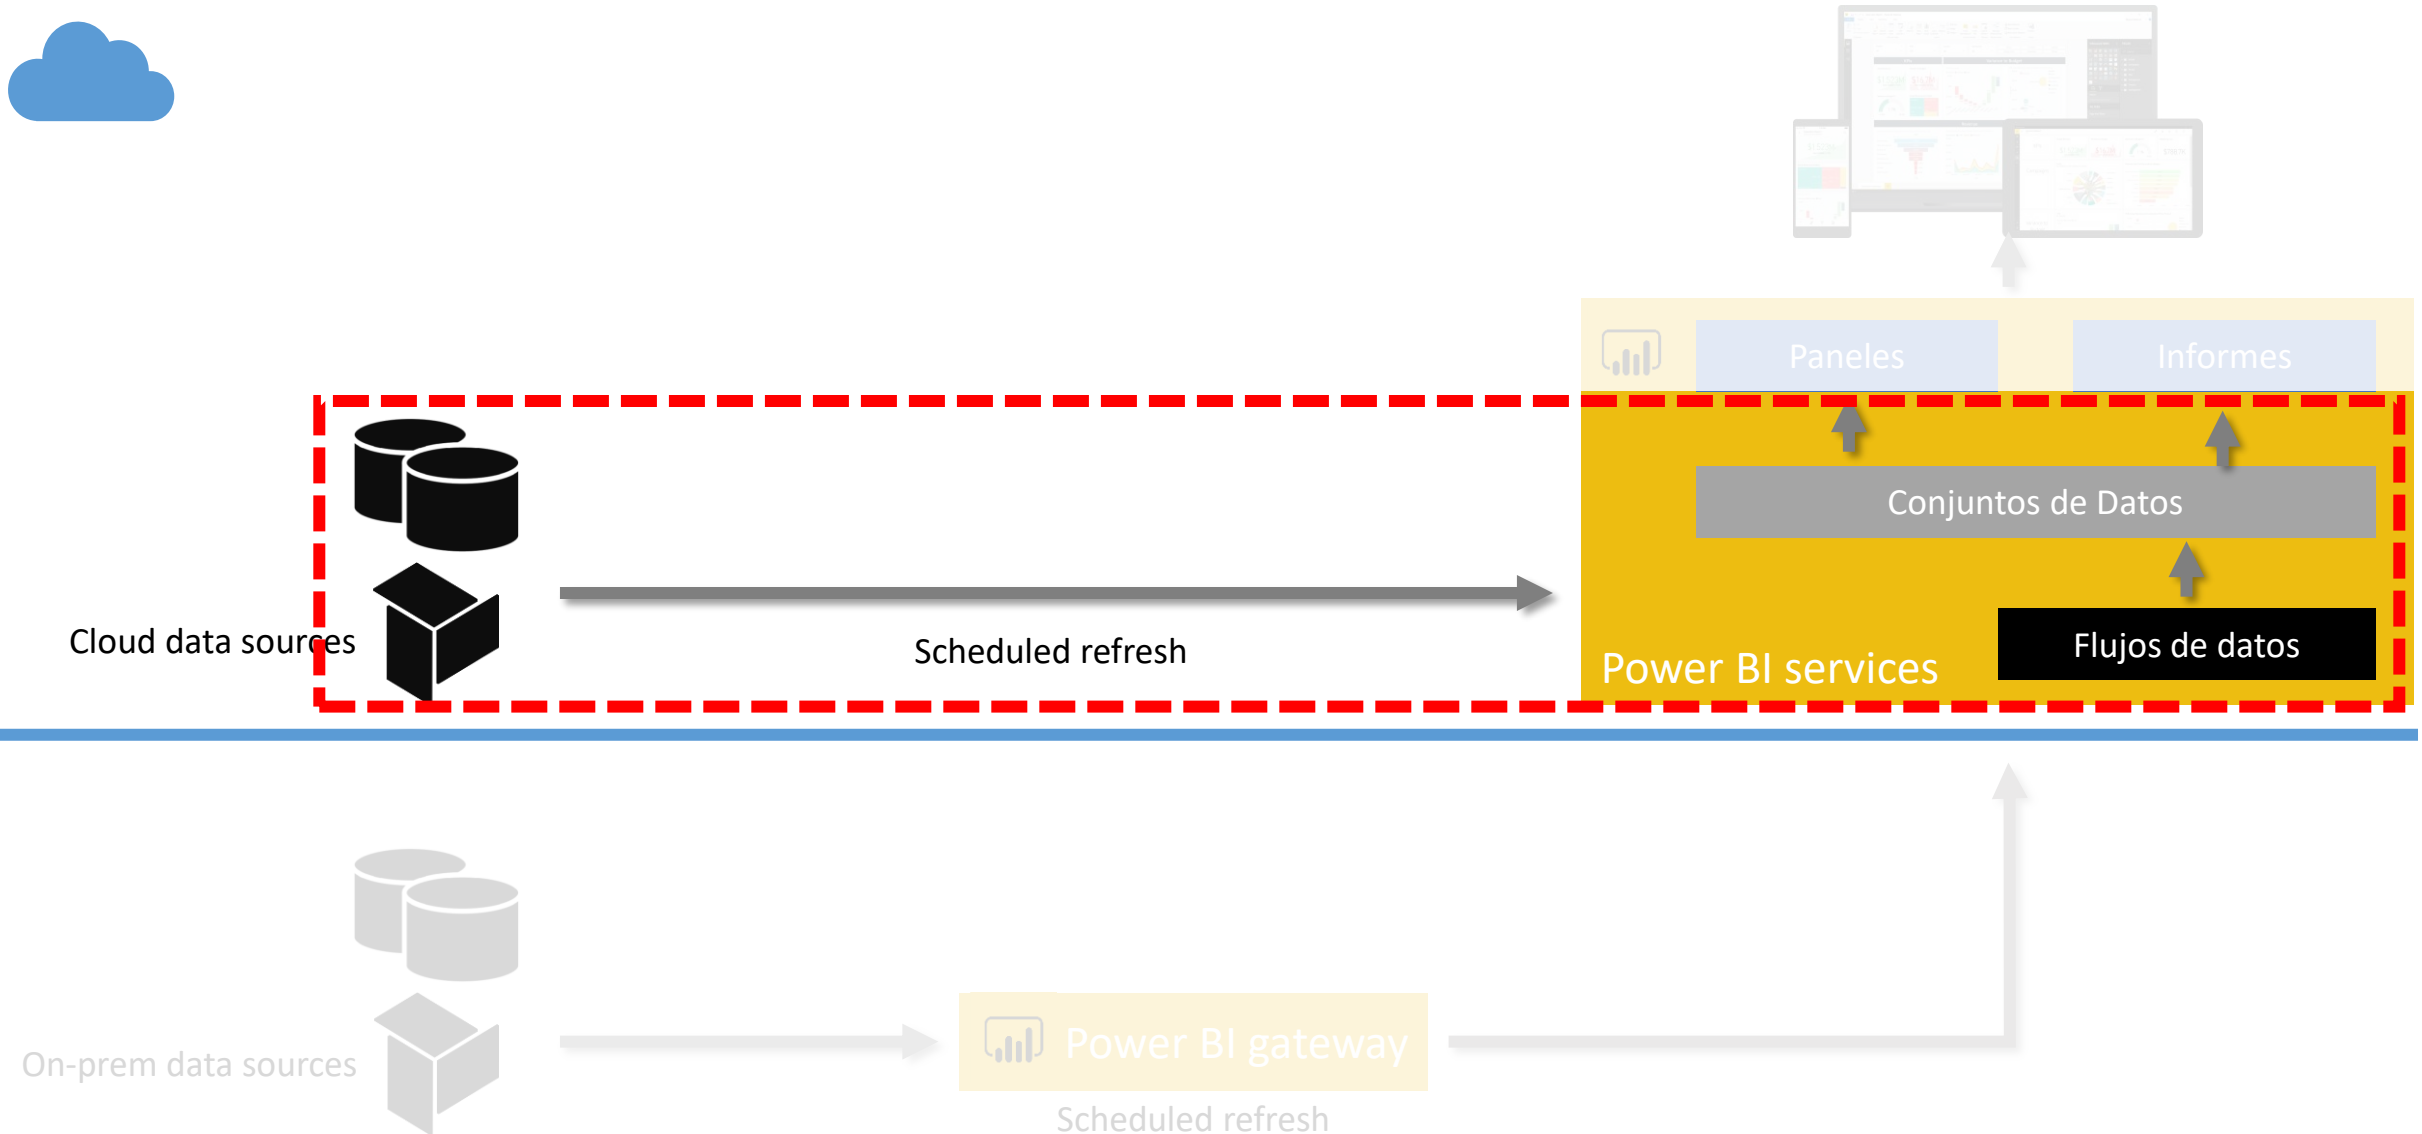 Paneles
Informes
Conjuntos de Datos
Cloud data sources
Scheduled refresh
Flujos de datos
Power BI services
On-prem data sources
Power BI gateway
Scheduled refresh